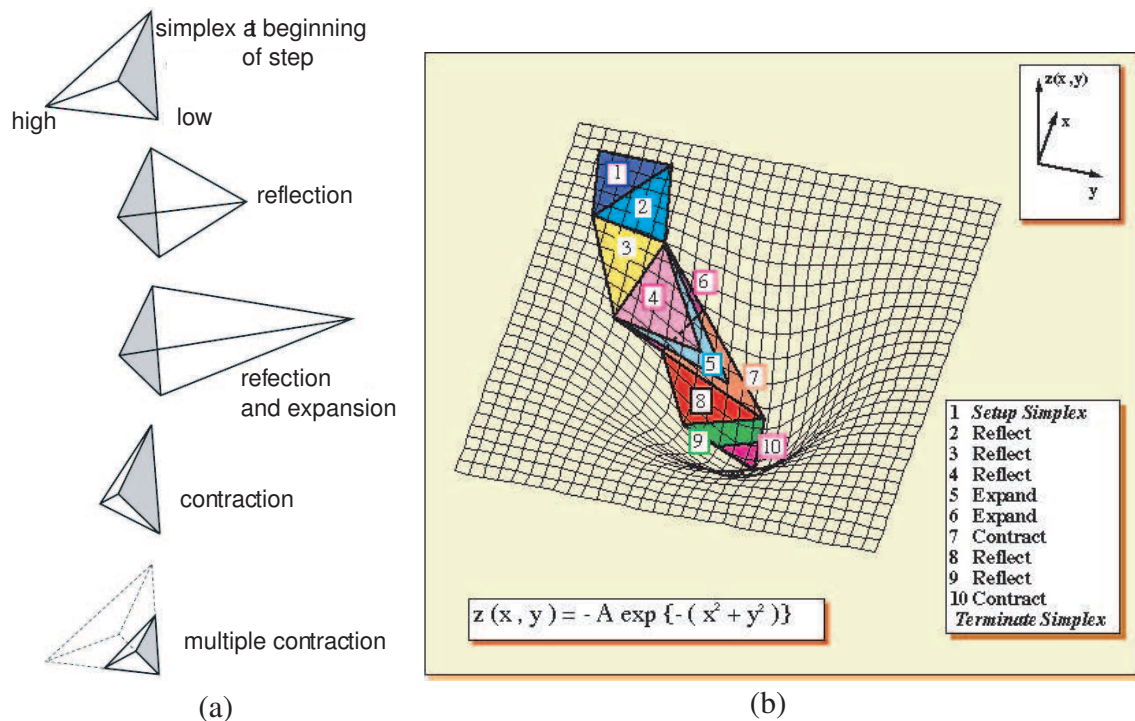 simplex at beginning
of step
high
low
reflection
refection
and expansion
contraction
multiple contraction
(a)
z(x,y)
x
y
1
2
3
4
6
5
7
8
9
10
1 Setup Simplex
2 Reflect
3 Reflect
4 Reflect
5 Expand
6 Expand
7 Contract
8 Reflect
9 Reflect
10 Contract
Terminate Simplex
z ( x , y ) = - A exp {- ( x² + y² )}
(b)